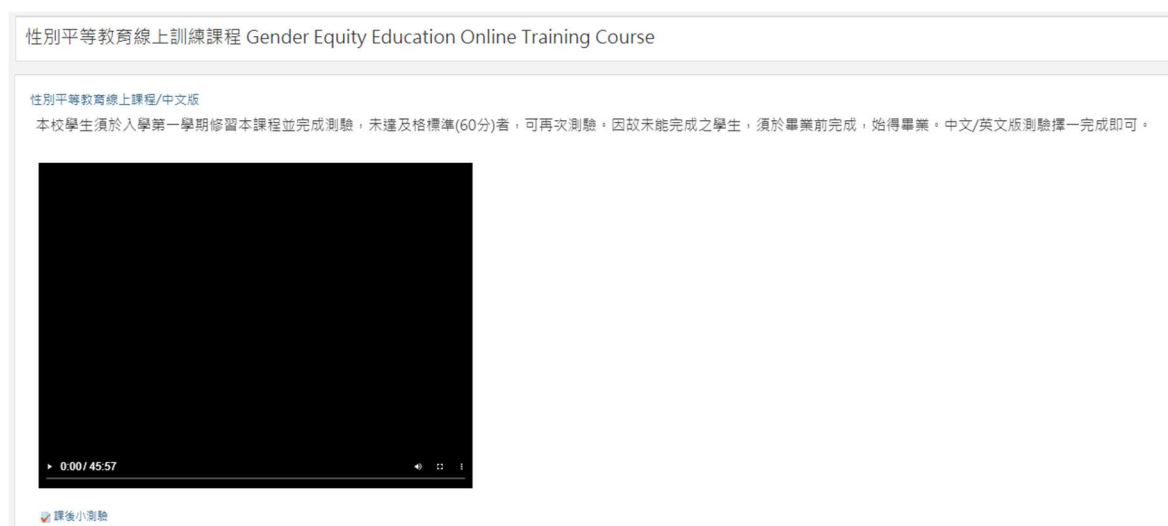 性別平等教育線上訓練課程 Gender Equity Education Online Training Course
性別平等教育線上課程/中文版
本校學生須於入學第一學期修習本課程並完成測驗，未達及格標準(60分)者，可再次測驗。因故未能完成之學生，須於畢業前完成，始得畢業。中文/英文版測驗擇一完成即可。
0:00 / 45:57
課後小測驗